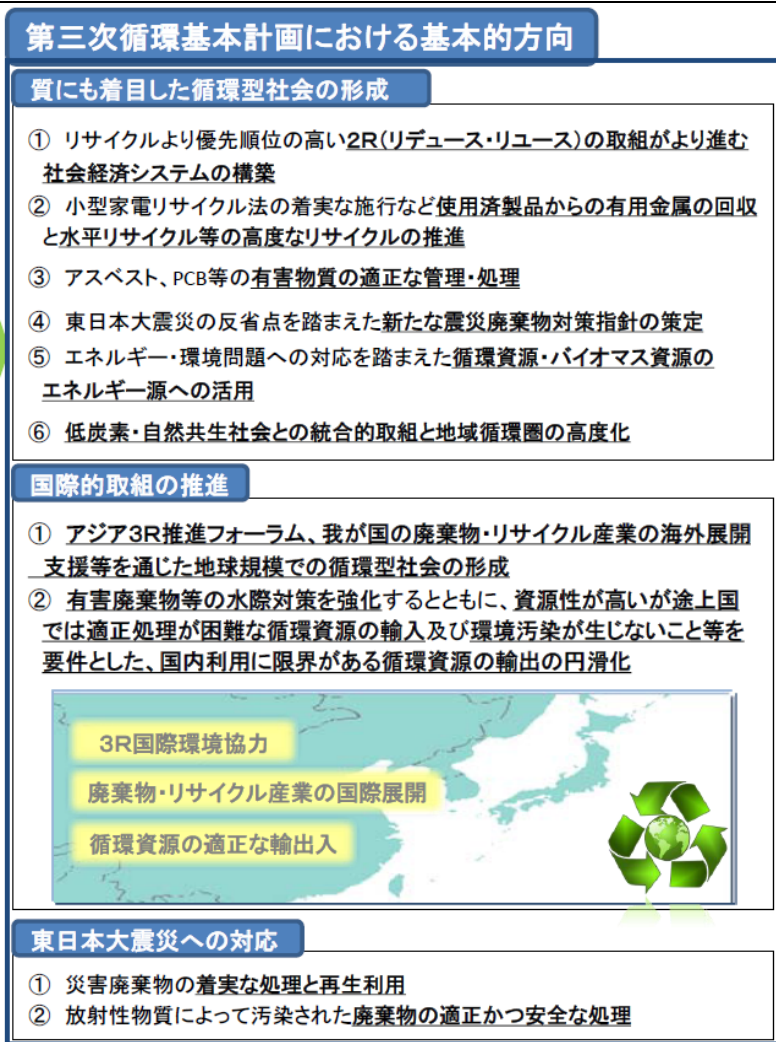 第三次循環基本計画における基本的方向
質にも着目した循環型社会の形成
① リサイクルより優先順位の高い2R(リデュース・リユース)の取組がより進む
社会経済システムの構築
② 小型家電リサイクル法の着実な施行など使用済製品からの有用金属の回収
と水平リサイクル等の高度なリサイクルの推進
③ アスベスト、PCB等の有害物質の適正な管理・処理
④ 東日本大震災の反省点を踏まえた新たな震災廃棄物対策指針の策定
⑤ エネルギー・環境問題への対応を踏まえた循環資源・バイオマス資源の
エネルギー源への活用
⑥ 低炭素・自然共生社会との統合的取組と地域循環圏の高度化
国際的取組の推進
① アジア3R推進フォーラム、我が国の廃棄物・リサイクル産業の海外展開
支援等を通じた地球規模での循環型社会の形成
② 有害廃棄物等の水際対策を強化するとともに、資源性が高いが途上国
では適正処理が困難な循環資源の輸入及び環境汚染が生じないこと等を
要件とした、国内利用に限界がある循環資源の輸出の円滑化
3R国際環境協力
廃棄物・リサイクル産業の国際展開
循環資源の適正な輸出入
東日本大震災への対応
① 災害廃棄物の着実な処理と再生利用
② 放射性物質によって汚染された廃棄物の適正かつ安全な処理